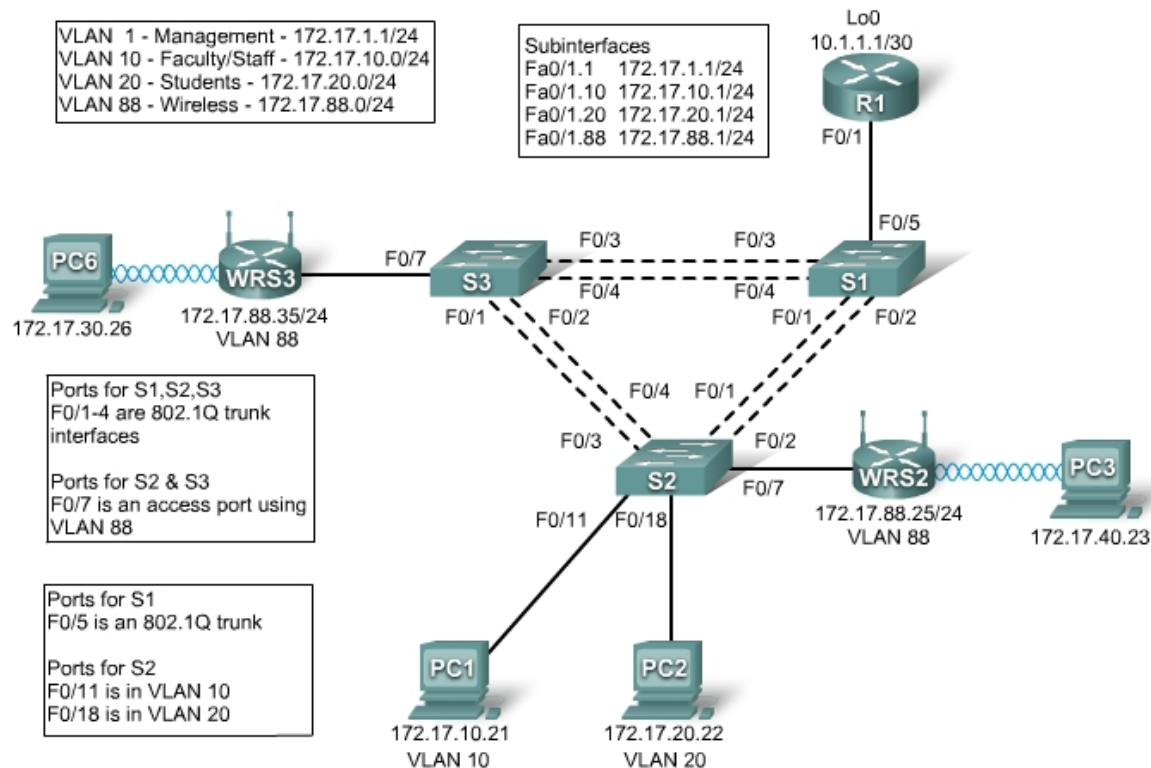 VLAN 1 - Management - 172.17.1.1/24
VLAN 10 - Faculty/Staff - 172.17.10.0/24
VLAN 20 - Students - 172.17.20.0/24
VLAN 88 - Wireless - 172.17.88.0/24
Subinterfaces
Fa0/1.1 172.17.1.1/24
Fa0/1.10 172.17.10.1/24
Fa0/1.20 172.17.20.1/24
Fa0/1.88 172.17.88.1/24
Lo0
10.1.1.1/30
R1
F0/1
F0/5
PC6
172.17.30.26
WRS3
172.17.88.35/24
VLAN 88
F0/7
S3
F0/3
F0/4
F0/1
F0/2
F0/3
F0/4
S1
F0/1
F0/2
Ports for S1,S2,S3
F0/1-4 are 802.1Q trunk
interfaces
Ports for S2 & S3
F0/7 is an access port using
VLAN 88
F0/4
F0/3
F0/1
F0/2
S2
F0/7
F0/11
F0/18
WRS2
172.17.88.25/24
VLAN 88
PC3
172.17.40.23
Ports for S1
F0/5 is an 802.1Q trunk
Ports for S2
F0/11 is in VLAN 10
F0/18 is in VLAN 20
PC1
172.17.10.21
VLAN 10
PC2
172.17.20.22
VLAN 20